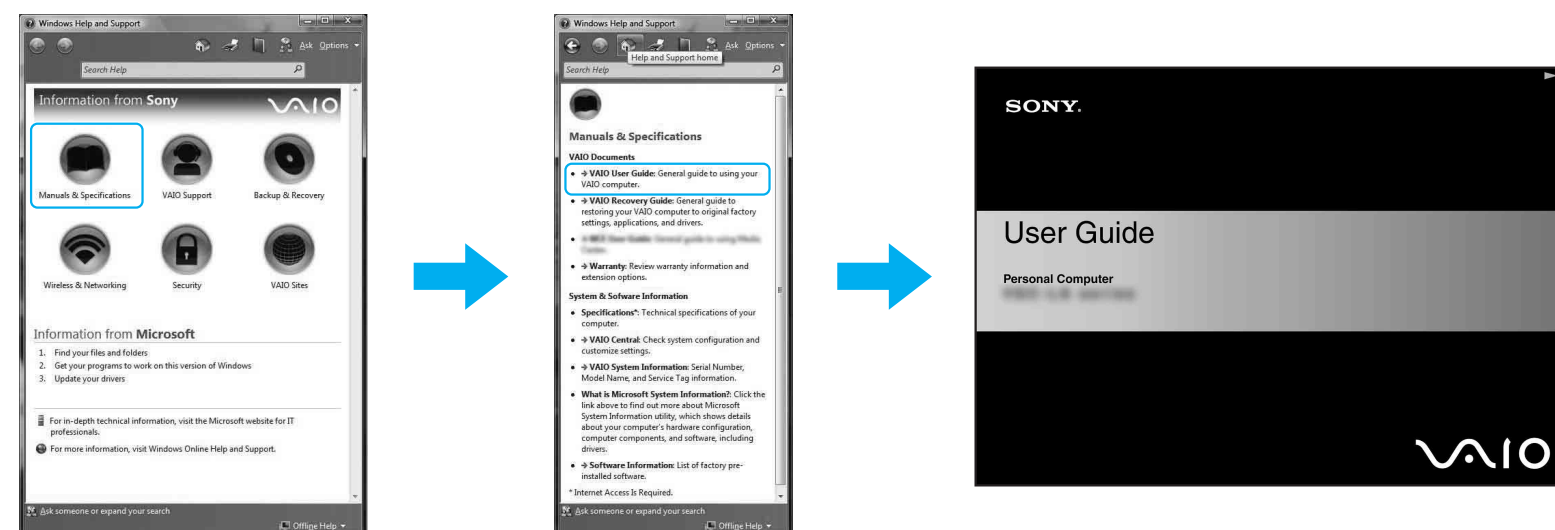 Windows Help and Support
Ask Options
Search Help
Information from Sony
VAIO
Manuals & Specifications
VAIO Support
Backup & Recovery
Wireless & Networking
Security
VAIO Sites
Information from Microsoft
1. Find your files and folders
2. Get your programs to work on this version of Windows
3. Update your drivers
For in-depth technical information, visit the Microsoft website for IT
professionals.
For more information, visit Windows Online Help and Support.
Ask someone or expand your search
Offline Help
Windows Help and Support
Ask Options
Help and Support home
Search Help
Manuals & Specifications
VAIO Documents
• → VAIO User Guide: General guide to using your
VAIO computer.
• → VAIO Recovery Guide: General guide to
restoring your VAIO computer to original factory
settings, applications, and drivers.
• → Warranty: Review warranty information and
extension options.
System & Sofware Information
• Specifications*: Technical specifications of your
computer.
• → VAIO Central: Check system configuration and
customize settings.
• → VAIO System Information: Serial Number,
Model Name, and Service Tag information.
• What is Microsoft System Information?: Click the
link above to find out more about Microsoft
System Information utility, which shows details
about your computer's hardware configuration,
computer components, and software, including
drivers.
• → Software Information: List of factory pre-
installed software.
* Internet Access Is Required.
Ask someone or expand your search
Offline Help
SONY.
User Guide
Personal Computer
VAIO